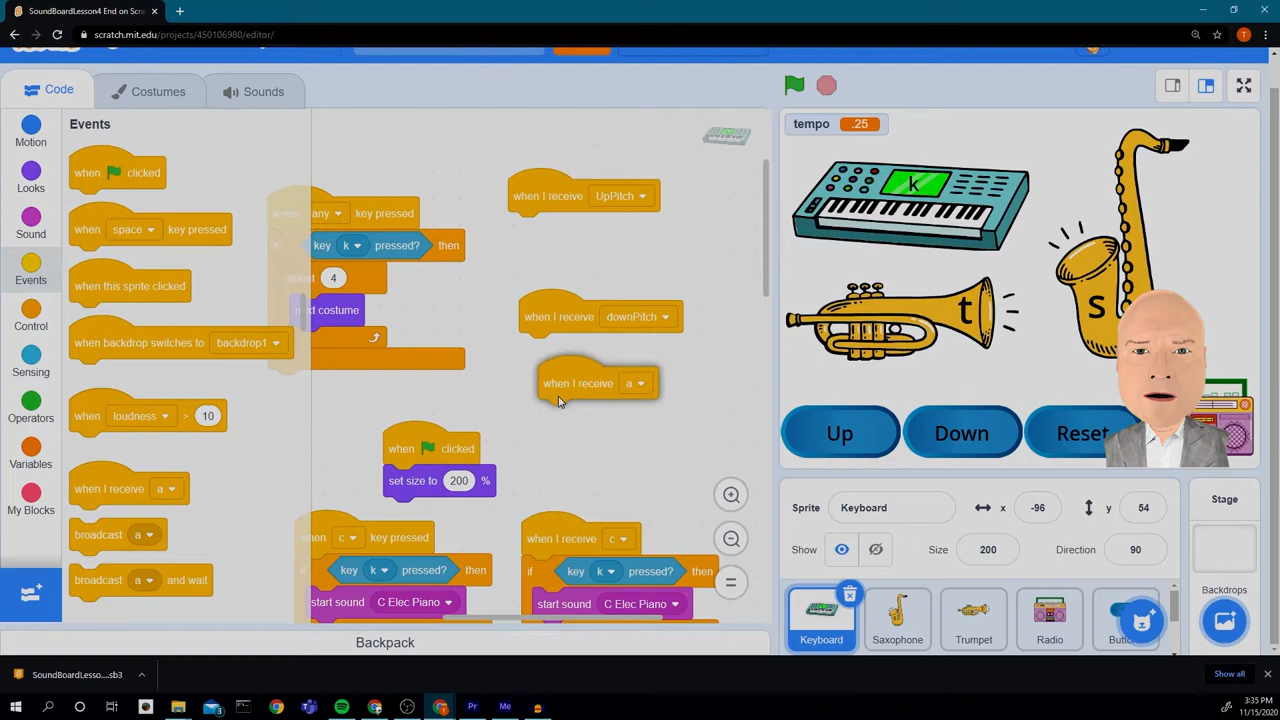 SoundBoardLesson4 End on Scra
scratch.mit.edu/projects/450106980/editor/
Code
Costumes
Sounds
Motion
Looks
Sound
Events
Control
Sensing
Operators
Variables
My Blocks
Events
when clicked
when space key pressed
when this sprite clicked
when backdrop switches to backdrop1
when loudness > 10
when I receive a
broadcast a
broadcast a and wait
any key pressed
key k pressed? then
repeat 4
costume
when clicked
set size to 200 %
c key pressed
if key k pressed? then
start sound C Elec Piano
when I receive UpPitch
when I receive downPitch
when I receive a
when I receive c
if key k pressed? then
start sound C Elec Piano
Backpack
tempo .25
k
t
s
Up
Down
Reset
Sprite Keyboard x -96 y 54
Show Size 200 Direction 90
Keyboard
Saxophone
Trumpet
Radio
Stage
Backdrops
SoundBoardLesso....sb3
Show all
3:35 PM
11/15/2020